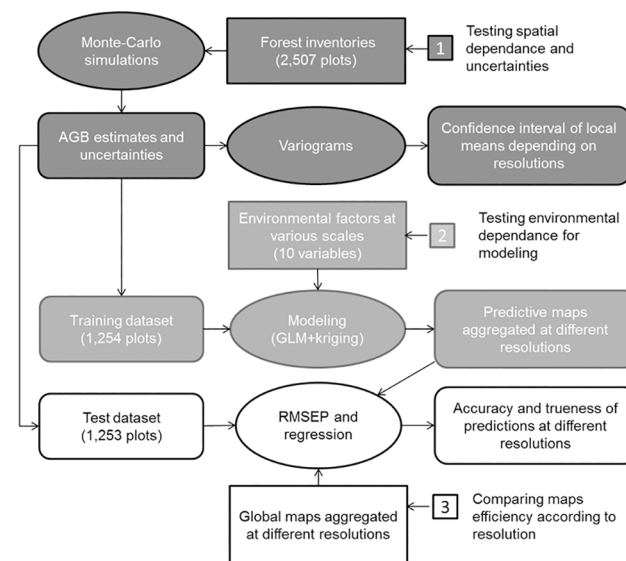 Monte-Carlo
simulations
Forest inventories
(2,507 plots)
1
Testing spatial
dependance and
uncertainties
AGB estimates and
uncertainties
Variograms
Confidence interval of local
means depending on
resolutions
Environmental factors at
various scales
(10 variables)
2
Testing environmental
dependance for
modeling
Training dataset
(1,254 plots)
Modeling
(GLM+kriging)
Predictive maps
aggregated at different
resolutions
Test dataset
(1,253 plots)
RMSEP and
regression
Accuracy and trueness of
predictions at different
resolutions
Global maps aggregated
at different resolutions
3
Comparing maps
efficiency according to
resolution